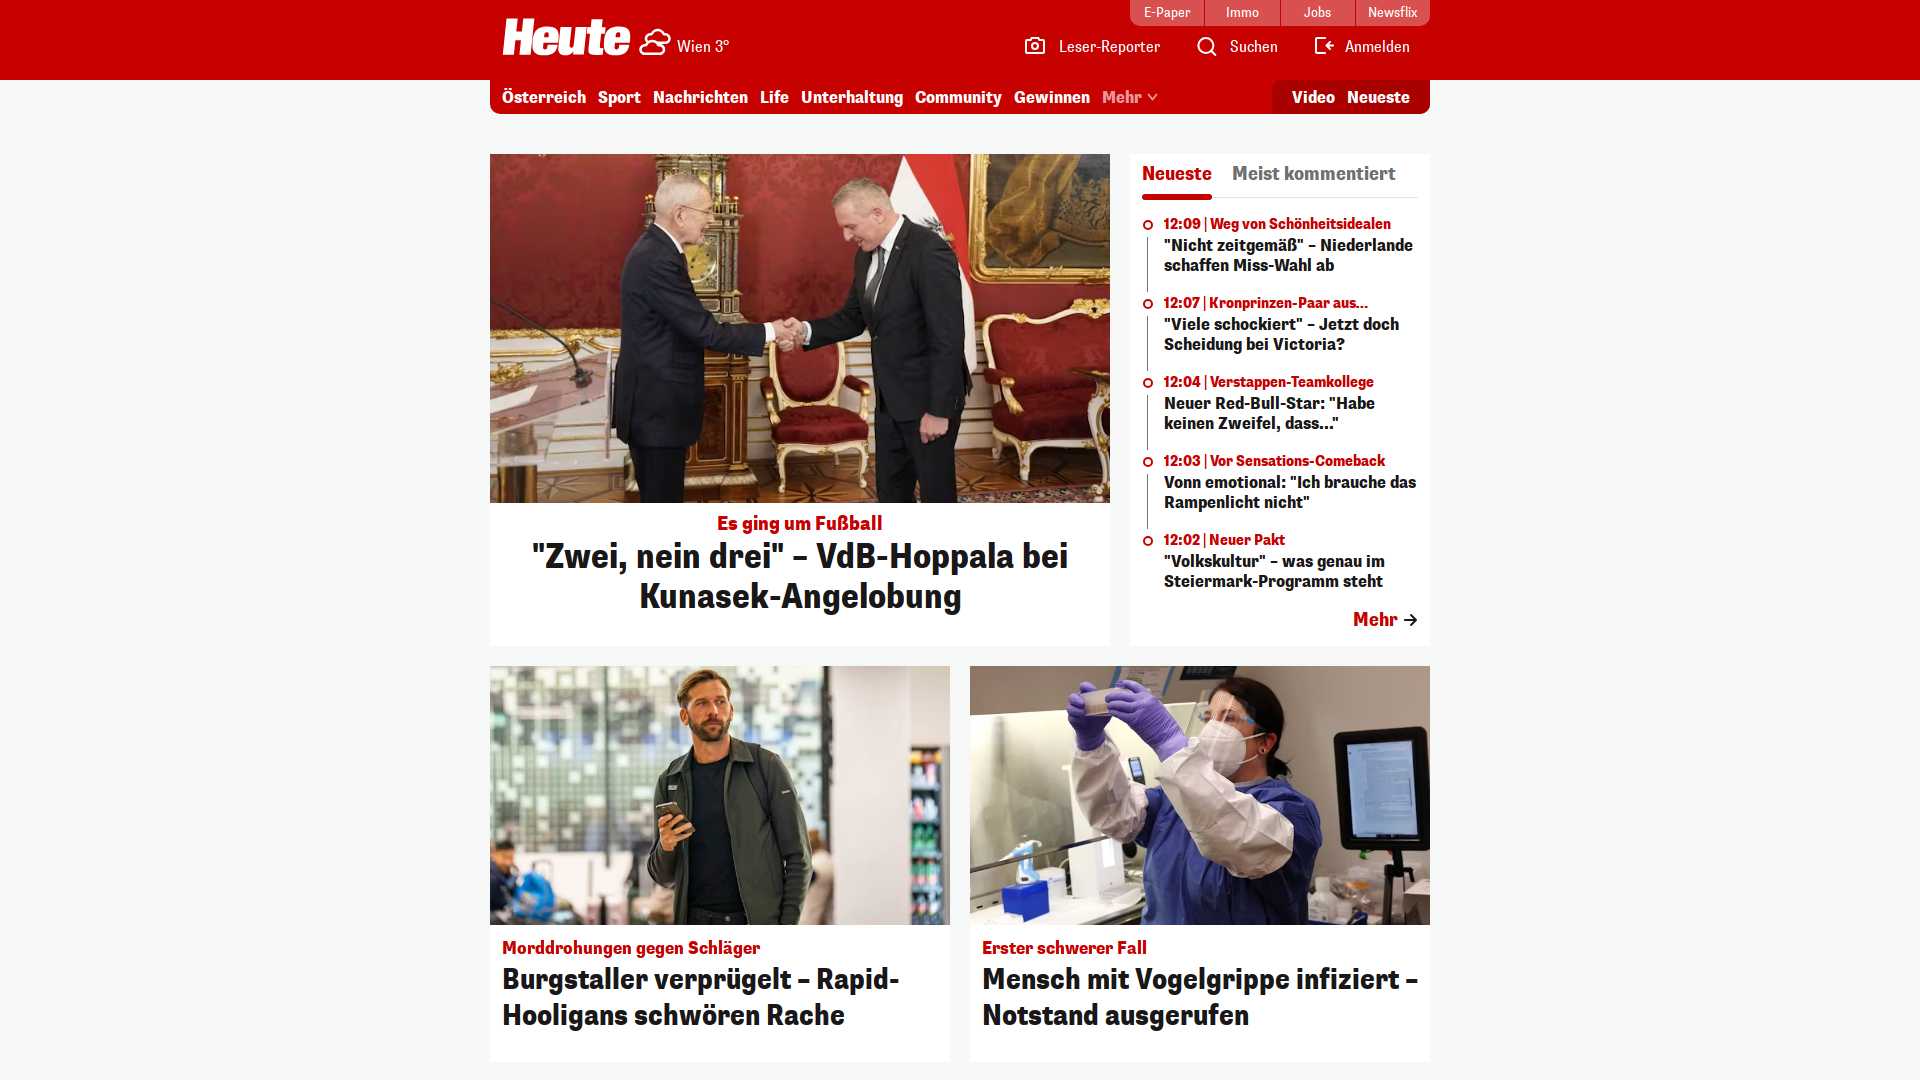 E-Paper
Immo
Jobs
Newsflix
Heute
Wien 3°
Leser-Reporter
Suchen
Anmelden
Österreich
Sport
Nachrichten
Life
Unterhaltung
Community
Gewinnen
Mehr
Video
Neueste
Es ging um Fußball
"Zwei, nein drei" – VdB-Hoppala bei
Kunasek-Angelobung
Neueste
Meist kommentiert
12:09 | Weg von Schönheitsidealen
"Nicht zeitgemäß" – Niederlande
schaffen Miss-Wahl ab
12:07 | Kronprinzen-Paar aus...
"Viele schockiert" – Jetzt doch
Scheidung bei Victoria?
12:04 | Verstappen-Teamkollege
Neuer Red-Bull-Star: "Habe
keinen Zweifel, dass..."
12:03 | Vor Sensations-Comeback
Vonn emotional: "Ich brauche das
Rampenlicht nicht"
12:02 | Neuer Pakt
"Volkskultur" – was genau im
Steiermark-Programm steht
Mehr
Morddrohungen gegen Schläger
Burgstaller verprügelt – Rapid-
Hooligans schwören Rache
Erster schwerer Fall
Mensch mit Vogelgrippe infiziert –
Notstand ausgerufen